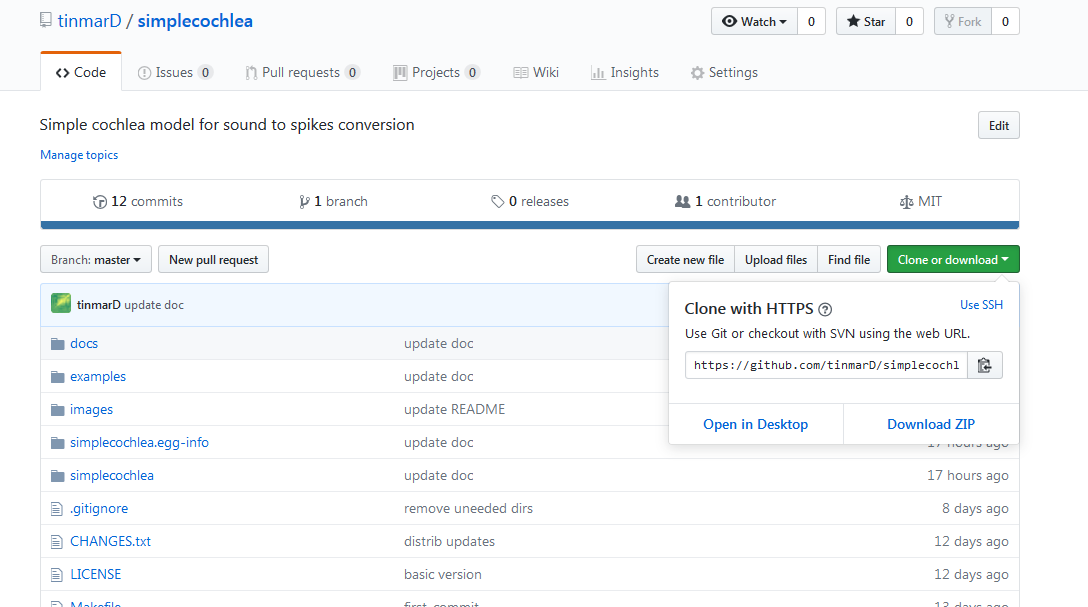 tinmarD / simplecochlea
Watch 0 Star 0 Fork 0
Code Issues 0 Pull requests 0 Projects 0 Wiki Insights Settings
Simple cochlea model for sound to spikes conversion
Edit
Manage topics
12 commits 1 branch 0 releases 1 contributor MIT
Branch: master New pull request Create new file Upload files Find file Clone or download
tinmarD update doc
Clone with HTTPS Use SSH
Use Git or checkout with SVN using the web URL.
https://github.com/tinmarD/simplecochl
Open in Desktop Download ZIP
docs update doc
examples update doc
images update README
simplecochlea.egg-info update doc 17 hours ago
simplecochlea update doc 17 hours ago
.gitignore remove uneeded dirs 8 days ago
CHANGES.txt distrib updates 12 days ago
LICENSE basic version 12 days ago
Makefile first commit 13 days ago